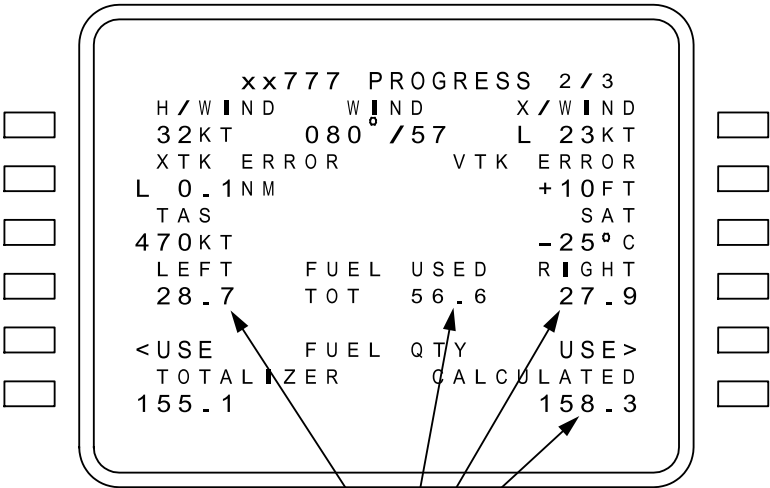 xx777 PROGRESS 2/3
H/WIND WIND X/WIND
32KT 080°/57 L 23KT
XTK ERROR VTK ERROR
L 0.1NM +10FT
TAS SAT
470KT -25°C
LEFT FUEL USED RIGHT
28.7 TOT 56.6 27.9
<USE FUEL QTY USE>
TOTALIZER CALCULATED
155.1 158.3